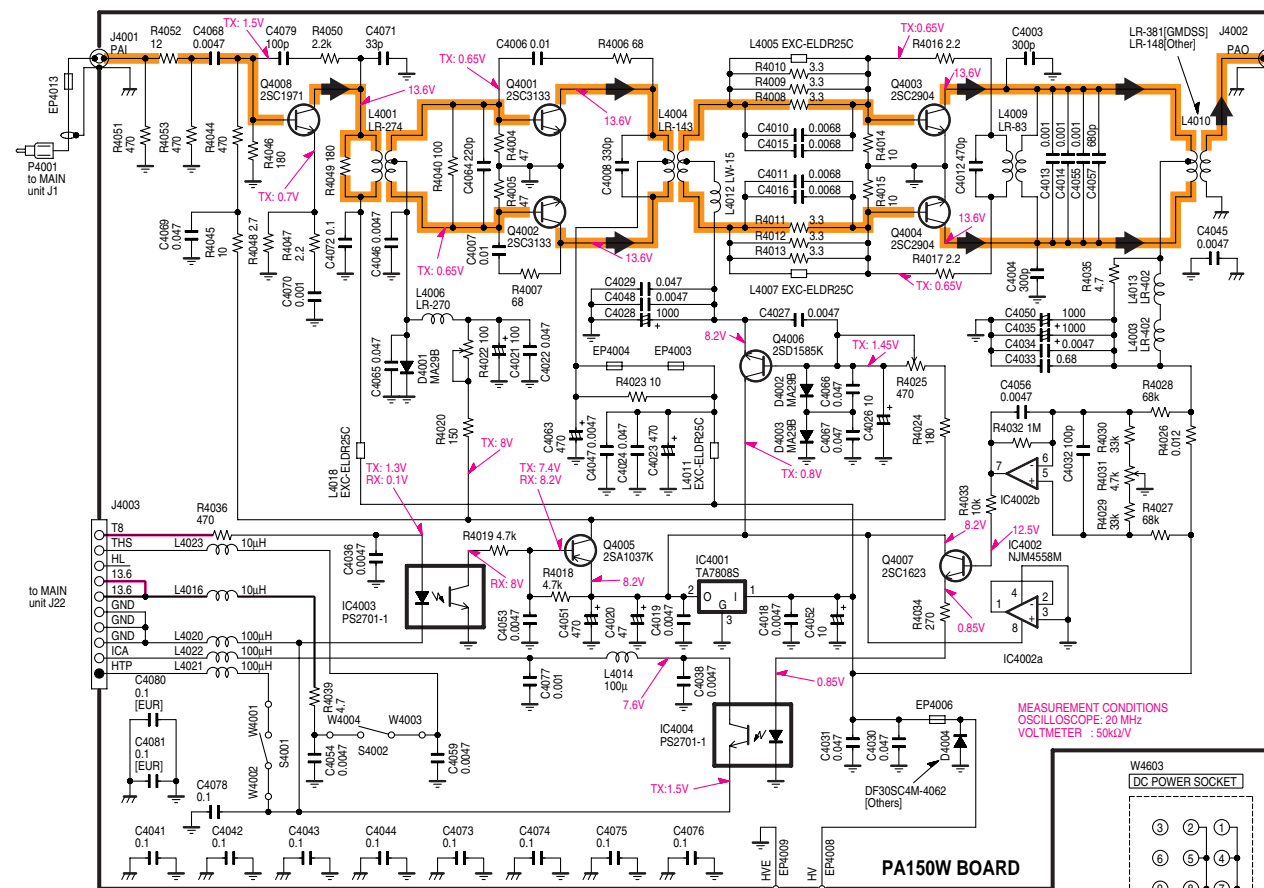 J4001
PAI
R4052
12
C4068
0.0047
TX: 1.5V
C4079
100p
R4050
2.2k
C4071
33p
C4006 0.01
R4006 68
L4005 EXC-ELDR25C
TX:0.65V
R4016 2.2
C4003
300p
LR-381[GMDSS]
LR-148[Other]
J4002
PAO
EP4013
P4001
to MAIN
unit J1
R4051
470
R4053
470
R4044
470
R4046
180
Q4008
2SC1971
13.6V
TX: 0.7V
L4001
LR-274
R4049 180
TX: 0.65V
Q4001
2SC3133
13.6V
R4040 100
C4064 220p
R4004
47
R4005
47
Q4002
2SC3133
13.6V
TX: 0.65V
C4007
0.01
R4007
68
L4004
LR-143
C4008 330p
L4012 LW-15
R4010
3.3
R4009
3.3
R4008
3.3
C4010
0.0068
C4015
0.0068
C4011
0.0068
C4016
0.0068
R4011
3.3
R4012
3.3
R4013
3.3
L4007 EXC-ELDR25C
R4014
10
R4015
10
Q4003
2SC2904
13.6V
Q4004
2SC2904
13.6V
R4017 2.2
TX: 0.65V
C4012 470p
L4009
LR-83
C4013 0.001
C4014 0.001
C4055 0.001
C4057 680p
L4010
C4004
300p
R4035
4.7
L4013
LR-402
L4003
LR-402
C4045
0.0047
C4069
0.047
R4045
10
R4048 2.7
R4047
2.2
C4070
0.001
C4072 0.1
C4046 0.0047
L4006
LR-270
C4065 0.047
D4001
MA29B
R4022 100
C4021 100
C4022 0.047
R4020
150
L4018
EXC-ELDR25C
TX: 8V
C4029 0.047
C4048 0.0047
C4028 1000
EP4004
EP4003
R4023 10
C4063
470
C4047 0.0047
C4024 0.047
C4023 470
L4011
EXC-ELDR25C
8.2V
C4027
0.0047
Q4006
2SD1585K
TX: 1.45V
D4002
MA29B
D4003
MA29B
C4066
0.047
C4067
0.047
C4026 10
R4025
470
R4024
180
TX: 0.8V
C4050
1000
C4035
1000
C4034
0.0047
C4033
0.68
C4056
0.0047
R4032 1M
C4032 100p
R4028
68k
R4030
33k
R4031
4.7k
R4029
33k
R4027
68k
R4026
0.012
7
6
5
IC4002b
R4033
10k
8.2V
12.5V
IC4002
NJM4558M
Q4007
2SC1623
R4034
270
0.85V
1
2
3
8
IC4002a
J4003
T8
THS
HL
13.6
13.6
GND
GND
GND
ICA
HTP
to MAIN
unit J22
R4036
470
L4023
10µH
L4016
10µH
L4020
100µH
L4022
100µH
L4021
100µH
TX: 1.3V
RX: 0.1V
C4036
0.0047
IC4003
PS2701-1
R4019 4.7k
RX: 8V
TX: 7.4V
RX: 8.2V
Q4005
2SA1037K
R4018
4.7k
8.2V
C4053
0.0047
C4051
470
C4020
47
C4019
0.0047
IC4001
TA7808S
2
O
I
1
G
3
C4018
0.0047
C4052
10
R4039
4.7
W4004
W4003
S4002
C4054
0.0047
C4059
0.0047
C4077
0.001
L4014
100µ
7.6V
C4038
0.0047
IC4004
PS2701-1
0.85V
TX:1.5V
C4031
0.047
C4030
0.047
EP4006
D4004
DF30SC4M-4062
[Others]
MEASUREMENT CONDITIONS
OSCILLOSCOPE: 20 MHz
VOLTMETER : 50kΩ/V
C4080
0.1
[EUR]
C4081
0.1
[EUR]
C4078
0.1
W4001
S4001
W4002
C4041
0.1
C4042
0.1
C4043
0.1
C4044
0.1
C4073
0.1
C4074
0.1
C4075
0.1
C4076
0.1
HVE
EP4009
HV
EP4008
PA150W BOARD
W4603
DC POWER SOCKET
3
2
1
6
5
4
9
8
7